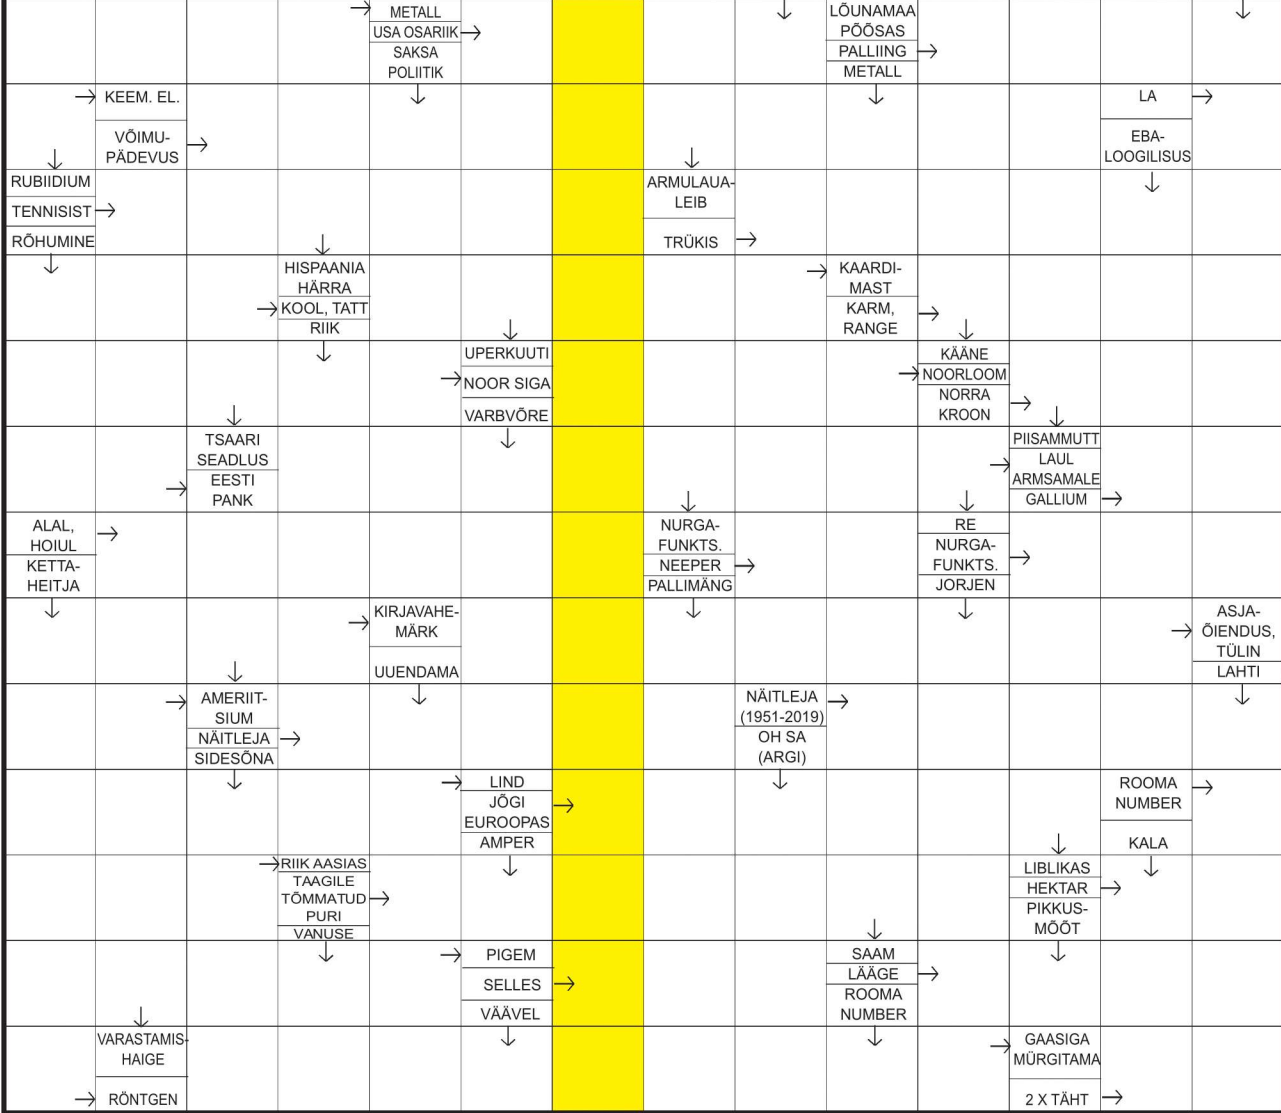 METALL
USA OSARIIK
SAKSA
POLIITIK
LÕUNAMAA
PÕÕSAS
PALLIING
METALL
KEEM. EL.
VÕIMU-
PÄDEVUS
LA
EBA-
LOOGILISUS
RUBIIDIUM
TENNISIST
RÕHUMINE
ARMULAUA-
LEIB
TRÜKIS
HISPAANIA
HÄRRA
KOOL, TATT
RIIK
KAARDI-
MAST
KARM,
RANGE
UPERKUUTI
NOOR SIGA
VARBVÕRE
KÄÄNE
NOORLOOM
NORRA
KROON
TSAARI
SEADLUS
EESTI
PANK
PIISAMMUTT
LAUL
ARMSAMALE
GALLIUM
ALAL,
HOIUL
KETTA-
HEITJA
NURGA-
FUNKTS.
NEEPER
PALLIMÄNG
RE
NURGA-
FUNKTS.
JORJEN
KIRJAVAHE-
MÄRK
UUENDAMA
ASJA-
ÕIENDUS,
TÜLIN
LAHTI
AMERIIT-
SIUM
NÄITLEJA
SIDESÕNA
NÄITLEJA
(1951-2019)
OH SA
(ARGI)
LIND
JÕGI
EUROOPAS
AMPER
ROOMA
NUMBER
KALA
RIIK AASIAS
TAAGILE
TÕMMATUD
PURI
VANUSE
LIBLIKAS
HEKTAR
PIKKUS-
MÕÕT
PIGEM
SELLES
VÄÄVEL
SAAM
LÄÄGE
ROOMA
NUMBER
VARASTAMIS-
HAIGE
RÖNTGEN
GAASIGA
MÜRGITAMA
2 X TÄHT